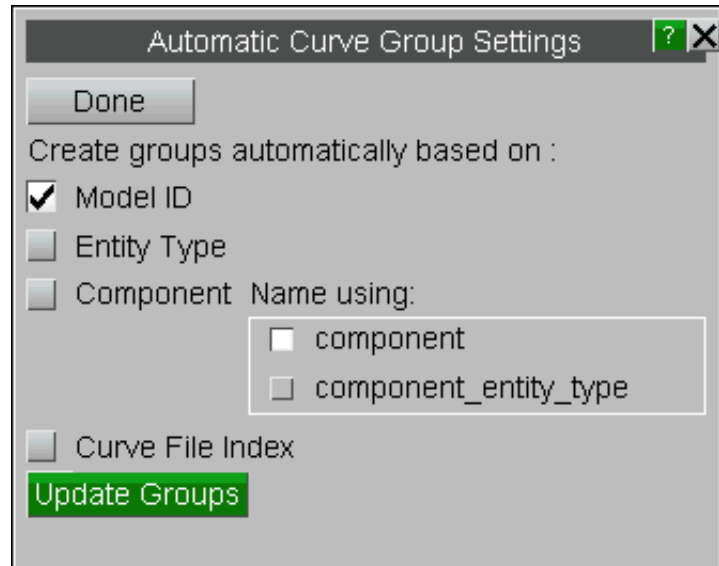 Automatic Curve Group Settings ?
Done
Create groups automatically based on :
Model ID
Entity Type
Component Name using:
component
component_entity_type
Curve File Index
Update Groups